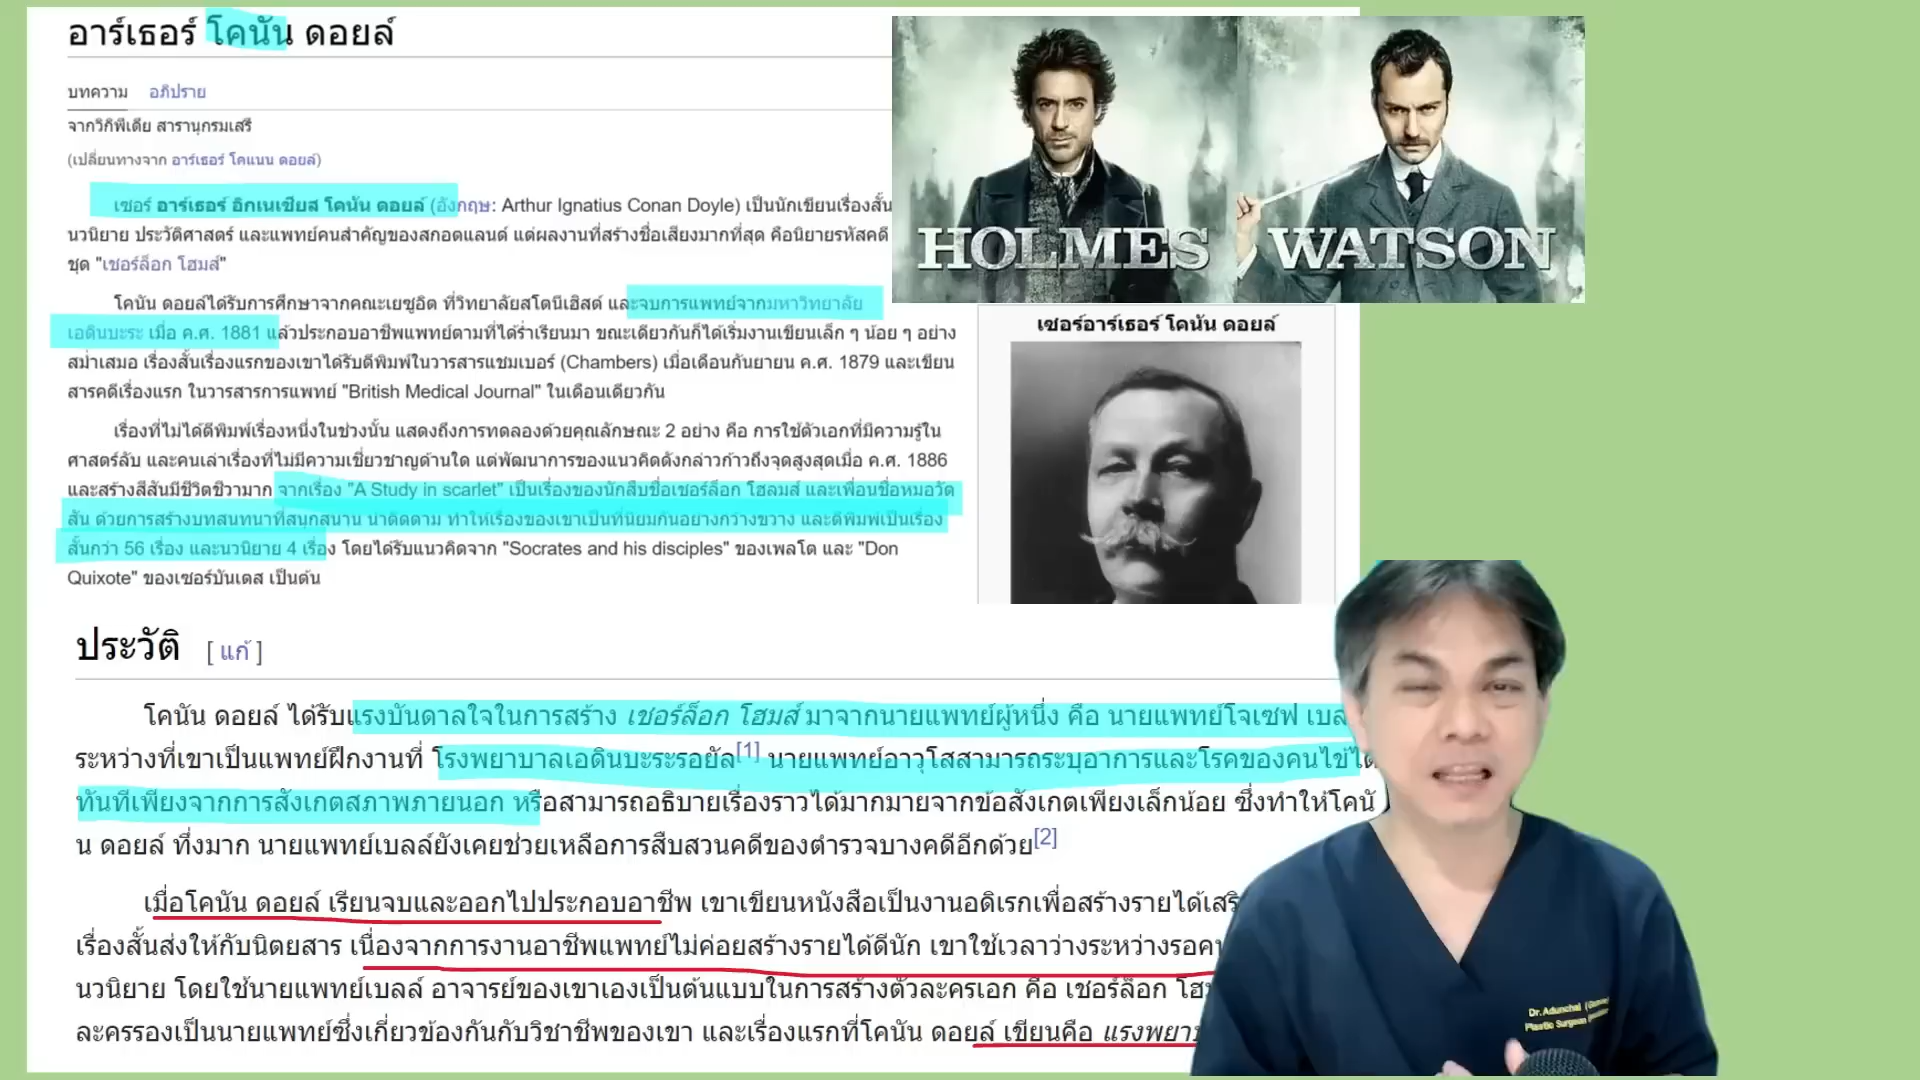 อาร์เธอร์ โคนัน ดอยล์
บทความ อภิปราย
จากวิกิพีเดีย สารานุกรมเสรี
(เปลี่ยนทางจาก อาร์เธอร์ โคแนน ดอยล์)
เซอร์ อาร์เธอร์ อิกเนเชียส โคนัน ดอยล์ (อังกฤษ: Arthur Ignatius Conan Doyle) เป็นนักเขียนเรื่องสั้น
นวนิยาย ประวัติศาสตร์ และแพทย์คนสำคัญของสกอตแลนด์ แต่ผลงานที่สร้างชื่อเสียงมากที่สุด คือนิยายรหัสคดี
ชุด "เชอร์ล็อก โฮมส์"
โคนัน ดอยล์ได้รับการศึกษาจากคณะเยซูอิต ที่วิทยาลัยสโตนีเฮิสต์ และจบการแพทย์จากมหาวิทยาลัย
เอดินบะระ เมื่อ ค.ศ. 1881 แล้วประกอบอาชีพแพทย์ตามที่ได้ร่ำเรียนมา ขณะเดียวกันก็ได้เริ่มงานเขียนเล็ก ๆ น้อย ๆ อย่าง
สม่ำเสมอ เรื่องสั้นเรื่องแรกของเขาได้รับตีพิมพ์ในวารสารแชมเบอร์ (Chambers) เมื่อเดือนกันยายน ค.ศ. 1879 และเขียน
สารคดีเรื่องแรก ในวารสารการแพทย์ "British Medical Journal" ในเดือนเดียวกัน
เรื่องที่ไม่ได้ตีพิมพ์เรื่องหนึ่งในช่วงนั้น แสดงถึงการทดลองด้วยคุณลักษณะ 2 อย่าง คือ การใช้ตัวเอกที่มีความรู้ใน
ศาสตร์ลับ และคนเล่าเรื่องที่ไม่มีความเชี่ยวชาญด้านใด แต่พัฒนาการของแนวคิดดังกล่าวก้าวถึงจุดสูงสุดเมื่อ ค.ศ. 1886
และสร้างสีสันมีชีวิตชีวามาก จากเรื่อง "A Study in scarlet" เป็นเรื่องของนักสืบชื่อเชอร์ล็อก โฮลมส์ และเพื่อนชื่อหมอวัต
สัน ด้วยการสร้างบทสนทนาที่สนุกสนาน น่าติดตาม ทำให้เรื่องของเขาเป็นที่นิยมกันอย่างกว้างขวาง และตีพิมพ์เป็นเรื่อง
สั้นกว่า 56 เรื่อง และนวนิยาย 4 เรื่อง โดยได้รับแนวคิดจาก "Socrates and his disciples" ของเพลโต และ "Don
Quixote" ของเซอร์บันเตส เป็นต้น
HOLMES
WATSON
เซอร์อาร์เธอร์ โคนัน ดอยล์
ประวัติ [ แก้ ]
โคนัน ดอยล์ ได้รับแรงบันดาลใจในการสร้าง เชอร์ล็อก โฮมส์ มาจากนายแพทย์ผู้หนึ่ง คือ นายแพทย์โจเซฟ เบล
ระหว่างที่เขาเป็นแพทย์ฝึกงานที่ โรงพยาบาลเอดินบะระรอยัล[1] นายแพทย์อาวุโสสามารถระบุอาการและโรคของคนไข้ได้
ทันทีเพียงจากการสังเกตสภาพภายนอก หรือสามารถอธิบายเรื่องราวได้มากมายจากข้อสังเกตเพียงเล็กน้อย ซึ่งทำให้โคนั
น ดอยล์ ทึ่งมาก นายแพทย์เบลล์ยังเคยช่วยเหลือการสืบสวนคดีของตำรวจบางคดีอีกด้วย[2]
เมื่อโคนัน ดอยล์ เรียนจบและออกไปประกอบอาชีพ เขาเขียนหนังสือเป็นงานอดิเรกเพื่อสร้างรายได้เสริ
เรื่องสั้นส่งให้กับนิตยสาร เนื่องจากการงานอาชีพแพทย์ไม่ค่อยสร้างรายได้ดีนัก เขาใช้เวลาว่างระหว่างรอค
นวนิยาย โดยใช้นายแพทย์เบลล์ อาจารย์ของเขาเองเป็นต้นแบบในการสร้างตัวละครเอก คือ เชอร์ล็อก โฮม
ละครรองเป็นนายแพทย์ซึ่งเกี่ยวข้องกันกับวิชาชีพของเขา และเรื่องแรกที่โคนัน ดอยล์ เขียนคือ แรงพยา
Dr. Adunchai
Plastic Surgeon